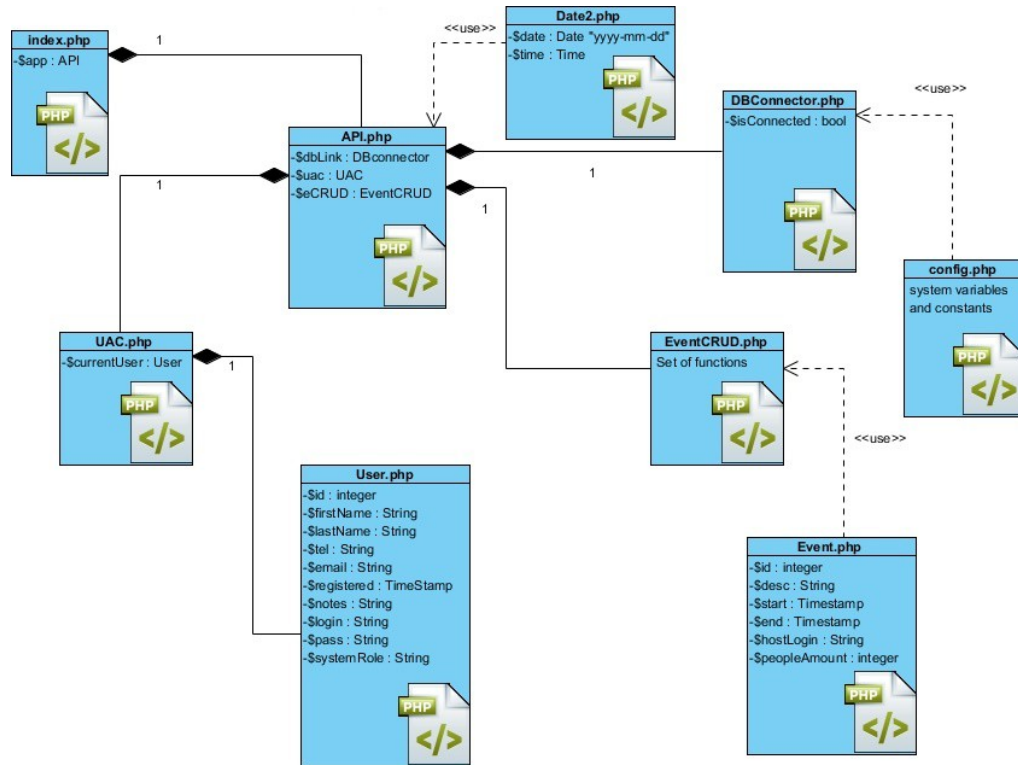 index.php
-$app : API
PHP
</>
1
<<use>>
Date2.php
-$date : Date "yyyy-mm-dd"
-$time : Time
PHP
</>
API.php
-$dbLink : DBconnector
-$uac : UAC
-$eCRUD : EventCRUD
PHP
</>
1
1
1
DBConnector.php
-$isConnected : bool
PHP
</>
<<use>>
config.php
system variables
and constants
PHP
</>
UAC.php
-$currentUser : User
PHP
</>
1
EventCRUD.php
Set of functions
PHP
</>
<<use>>
User.php
-$id : integer
-$firstName : String
-$lastName : String
-$tel : String
-$email : String
-$registered : TimeStamp
-$notes : String
-$login : String
-$pass : String
-$systemRole : String
PHP
</>
Event.php
-$id : integer
-$desc : String
-$start : Timestamp
-$end : Timestamp
-$hostLogin : String
-$peopleAmount : integer
PHP
</>